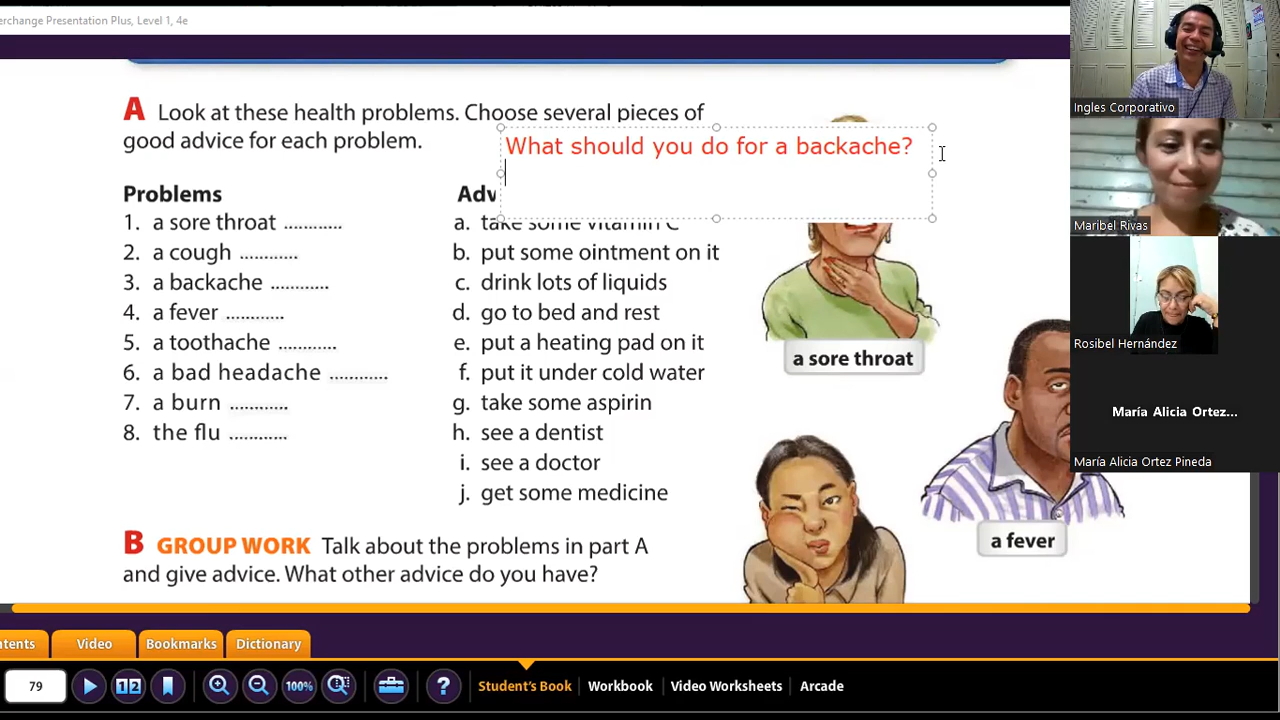 erchange Presentation Plus, Level 1, 4e
A Look at these health problems. Choose several pieces of
good advice for each problem.
What should you do for a backache?
Problems
1. a sore throat ............
2. a cough ............
3. a backache ............
4. a fever ............
5. a toothache ............
6. a bad headache ............
7. a burn ............
8. the flu ............
Adv
a. take some vitamin C
b. put some ointment on it
c. drink lots of liquids
d. go to bed and rest
e. put a heating pad on it
f. put it under cold water
g. take some aspirin
h. see a dentist
i. see a doctor
j. get some medicine
a sore throat
a fever
B GROUP WORK Talk about the problems in part A
and give advice. What other advice do you have?
Ingles Corporativo
Maribel Rivas
Rosibel Hernández
María Alicia Ortez...
María Alicia Ortez Pineda
ntents Video Bookmarks Dictionary
79 12 100% ? Student's Book Workbook Video Worksheets Arcade